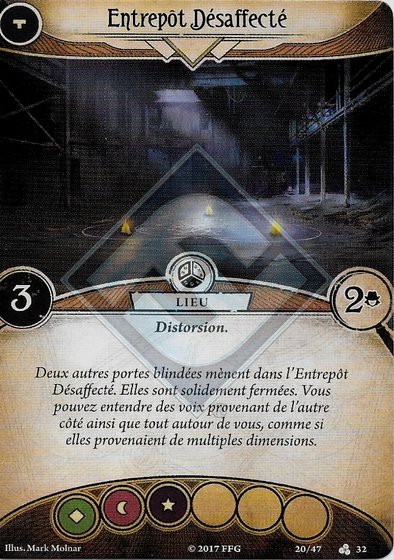 Entrepôt Désaffecté
3
LIEU
2
Distorsion.
Deux autres portes blindées mènent dans l'Entrepôt
Désaffecté. Elles sont solidement fermées. Vous
pouvez entendre des voix provenant de l'autre
côté ainsi que tout autour de vous, comme si
elles provenaient de multiples dimensions.
Illus. Mark Molnar © 2017 FFG 20/47 32